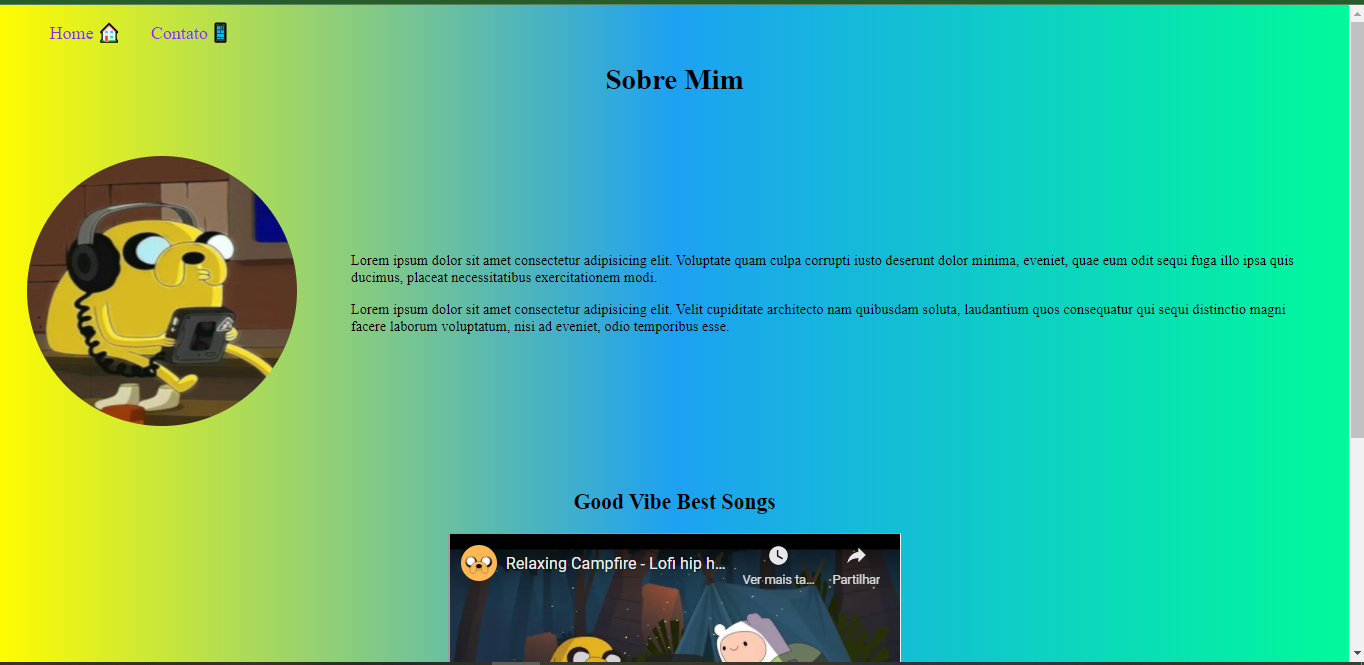 Home 🏠 Contato 📱
Sobre Mim
Lorem ipsum dolor sit amet consectetur adipisicing elit. Voluptate quam culpa corrupti iusto deserunt dolor minima, eveniet, quae eum odit sequi fuga illo ipsa quis
ducimus, placeat necessitatibus exercitationem modi.
Lorem ipsum dolor sit amet consectetur adipisicing elit. Velit cupiditate architecto nam quibusdam soluta, laudantium quos consequatur qui sequi distinctio magni
facere laborum voluptatum, nisi ad eveniet, odio temporibus esse.
Good Vibe Best Songs
Relaxing Campfire - Lofi hip h...
Ver mais ta... Partilhar